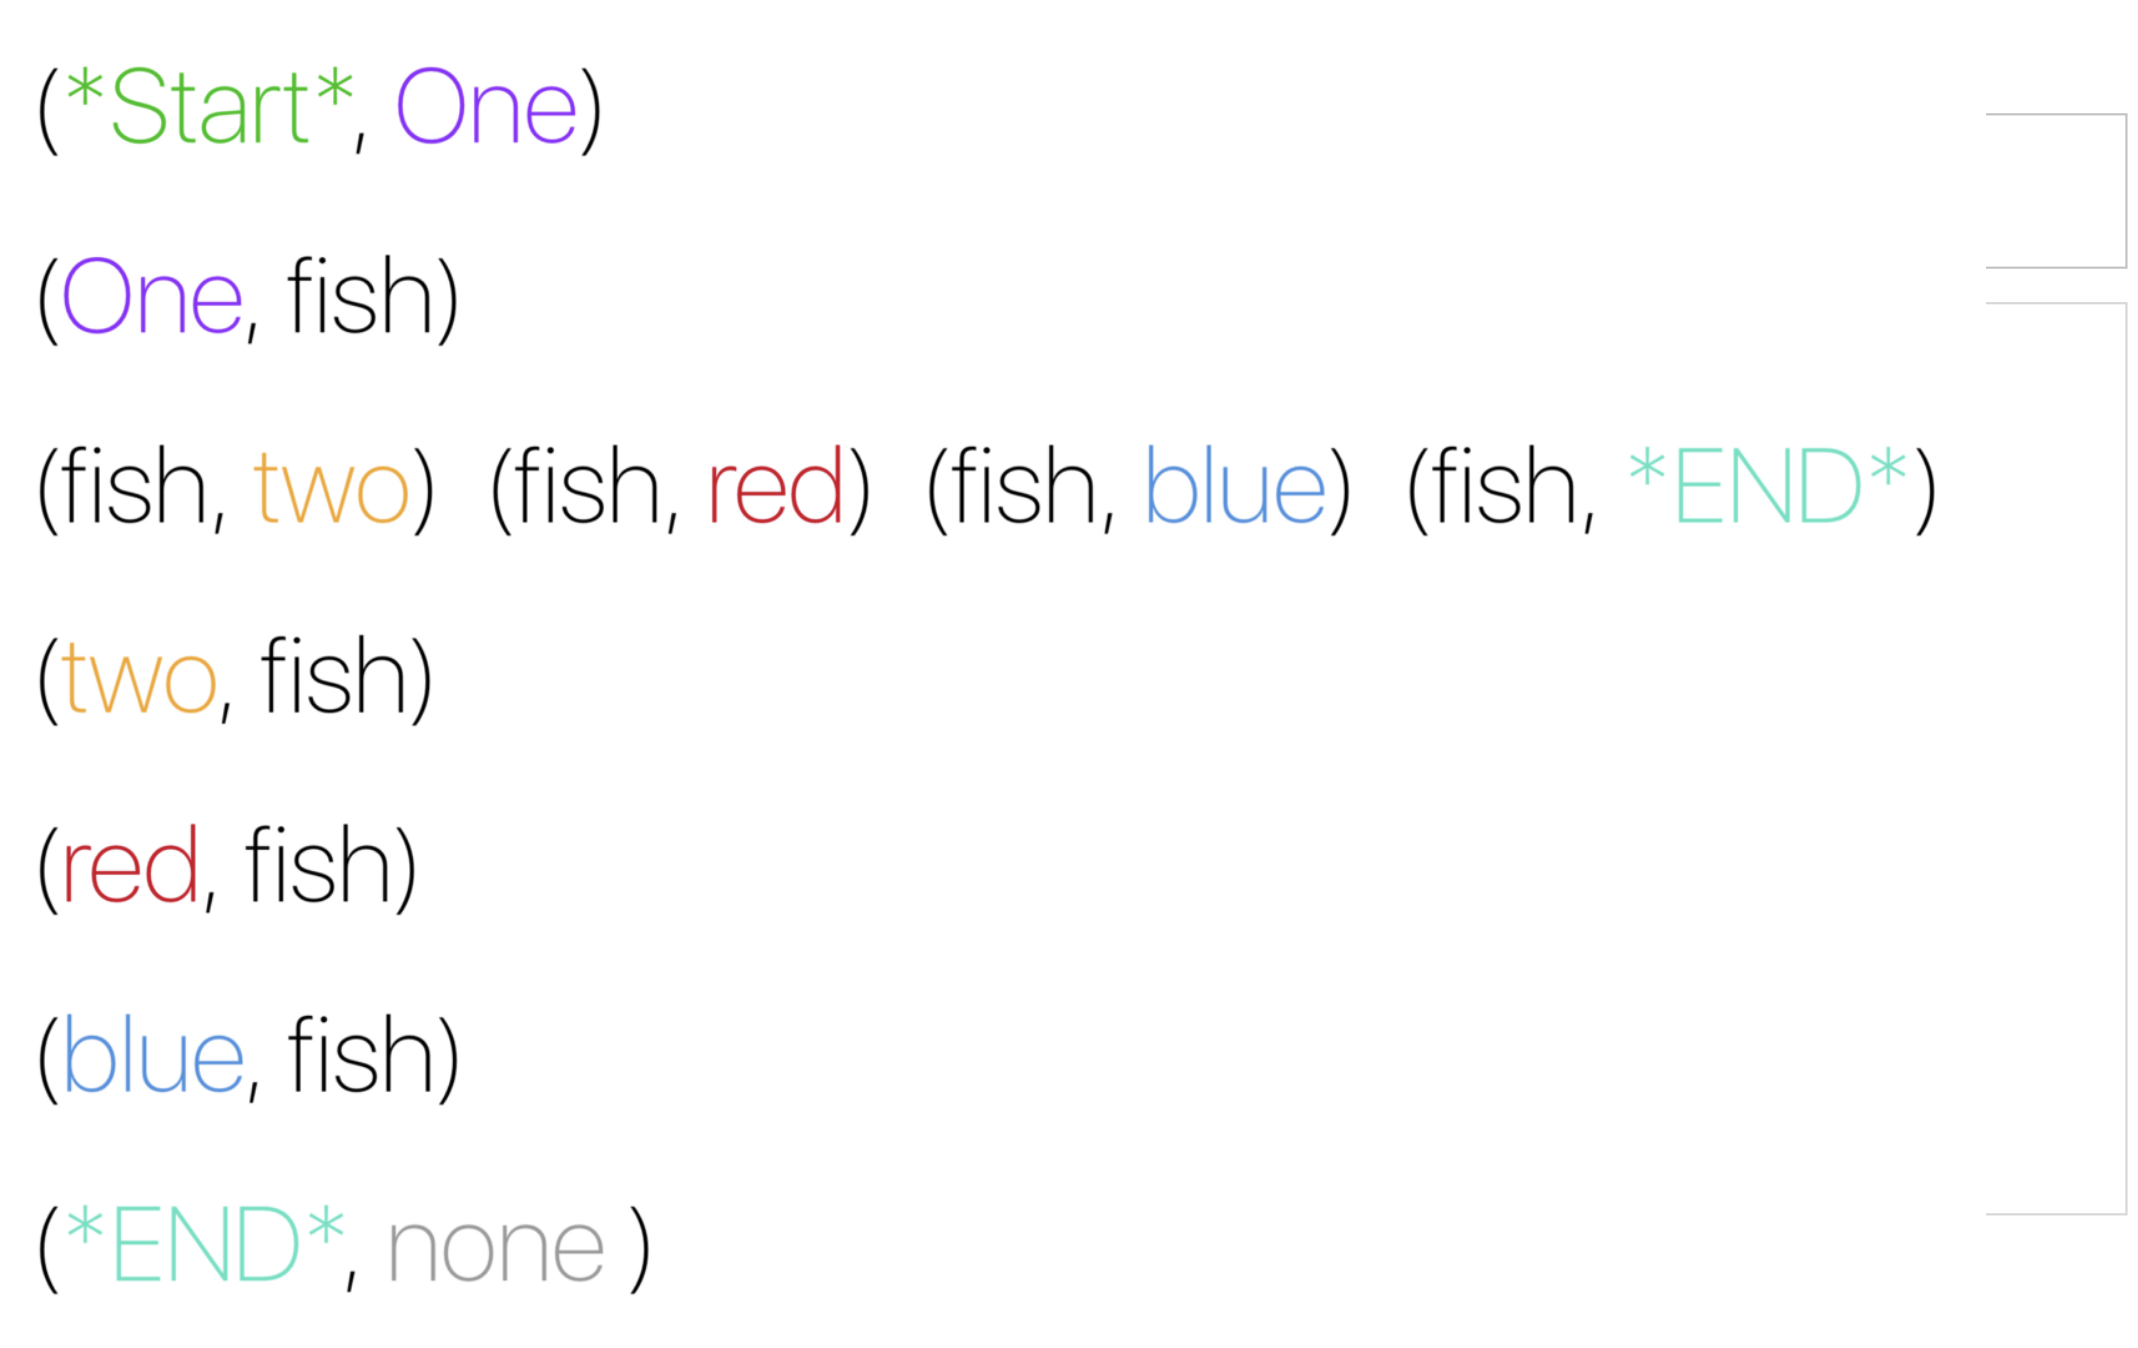 (*Start*, One)
(One, fish)
(fish, two) (fish, red) (fish, blue) (fish, *END*)
(two, fish)
(red, fish)
(blue, fish)
(*END*, none )